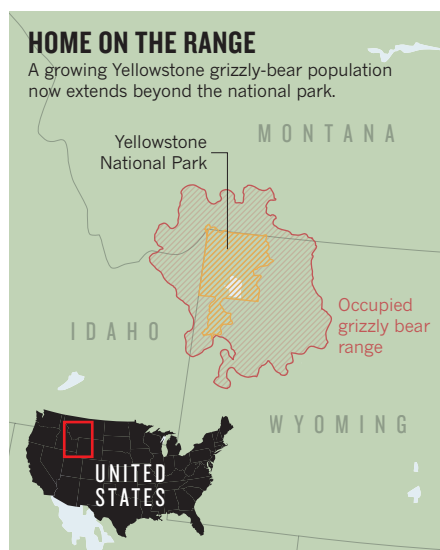 HOME ON THE RANGE
A growing Yellowstone grizzly-bear population
now extends beyond the national park.
MONTANA
Yellowstone
National Park
Occupied
grizzly bear
range
IDAHO
WYOMING
UNITED
STATES